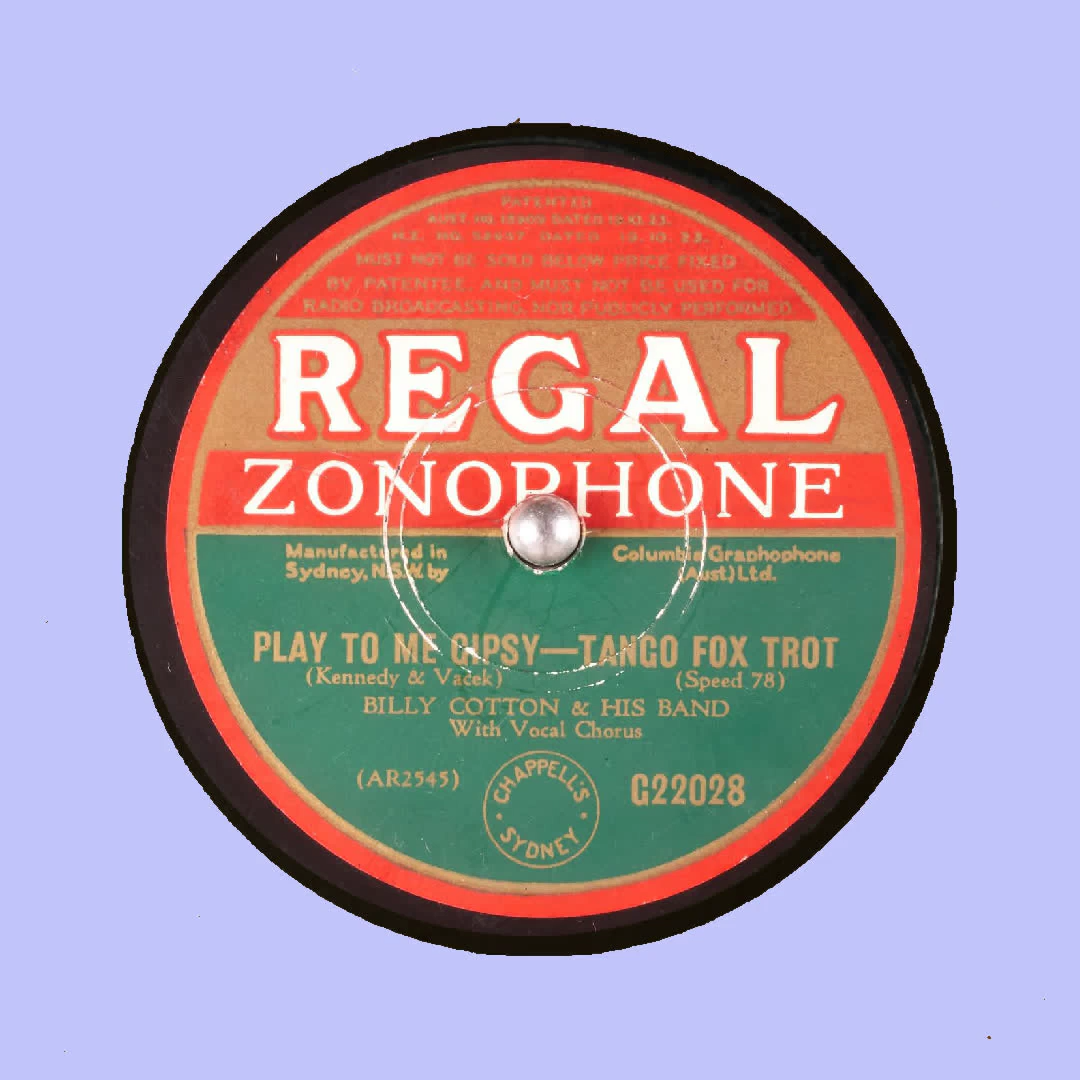 PATENTED
MUST NOT BE SOLD BELOW PRICE FIXED
BY PATENTEE, AND MUST NOT BE USED FOR
RADIO BROADCASTING, NOR PUBLICLY PERFORMED
REGAL
ZONOPHONE
Manufactured in Columbia Graphophone
Sydney, N.S.W. by (Aust) Ltd.
PLAY TO ME GIPSY—TANGO FOX TROT
(Kennedy & Vacek) (Speed 78)
BILLY COTTON & HIS BAND
With Vocal Chorus
(AR2545) G22028
CHAPPELL'S
· SYDNEY ·